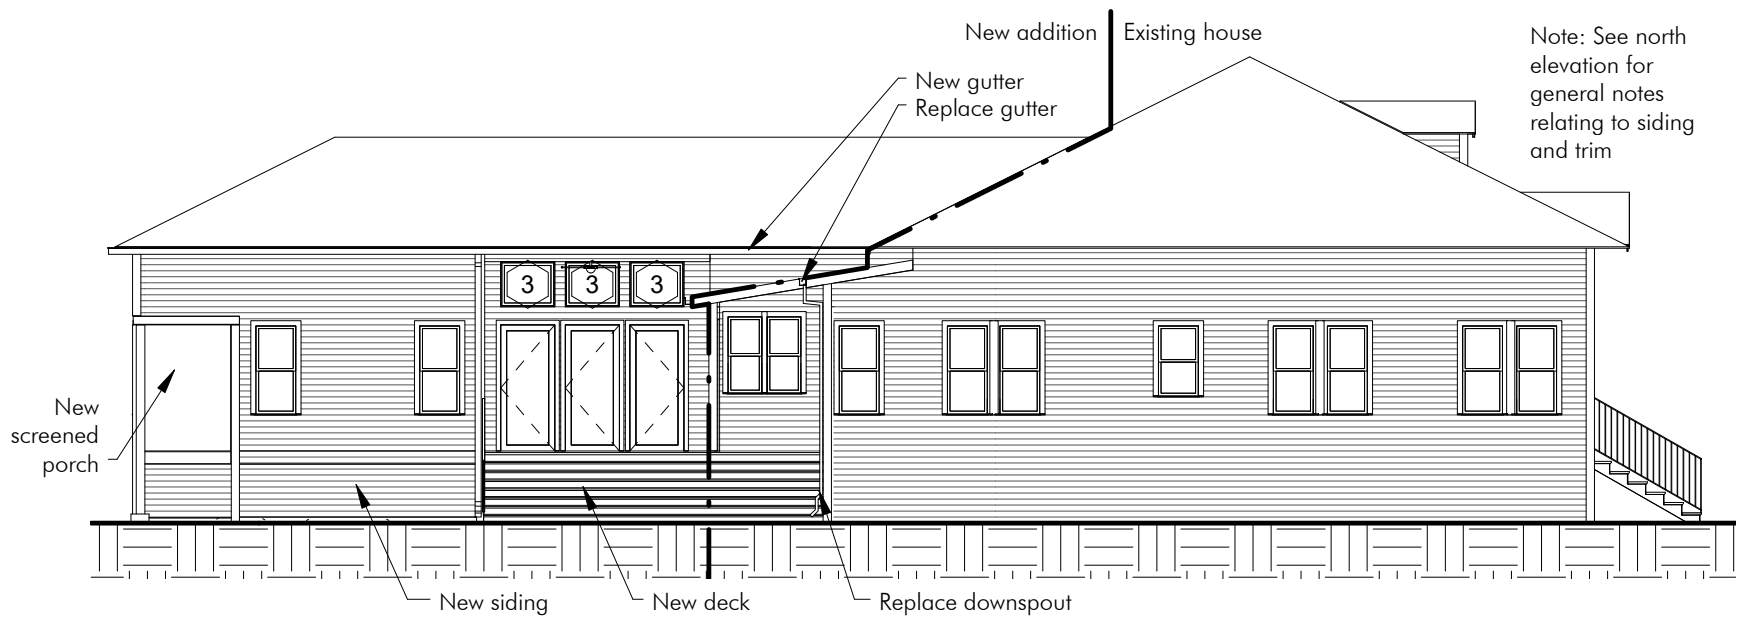 New addition
Existing house
Note: See north
elevation for
general notes
relating to siding
and trim
New gutter
Replace gutter
3
3
3
New
screened
porch
New siding
New deck
Replace downspout